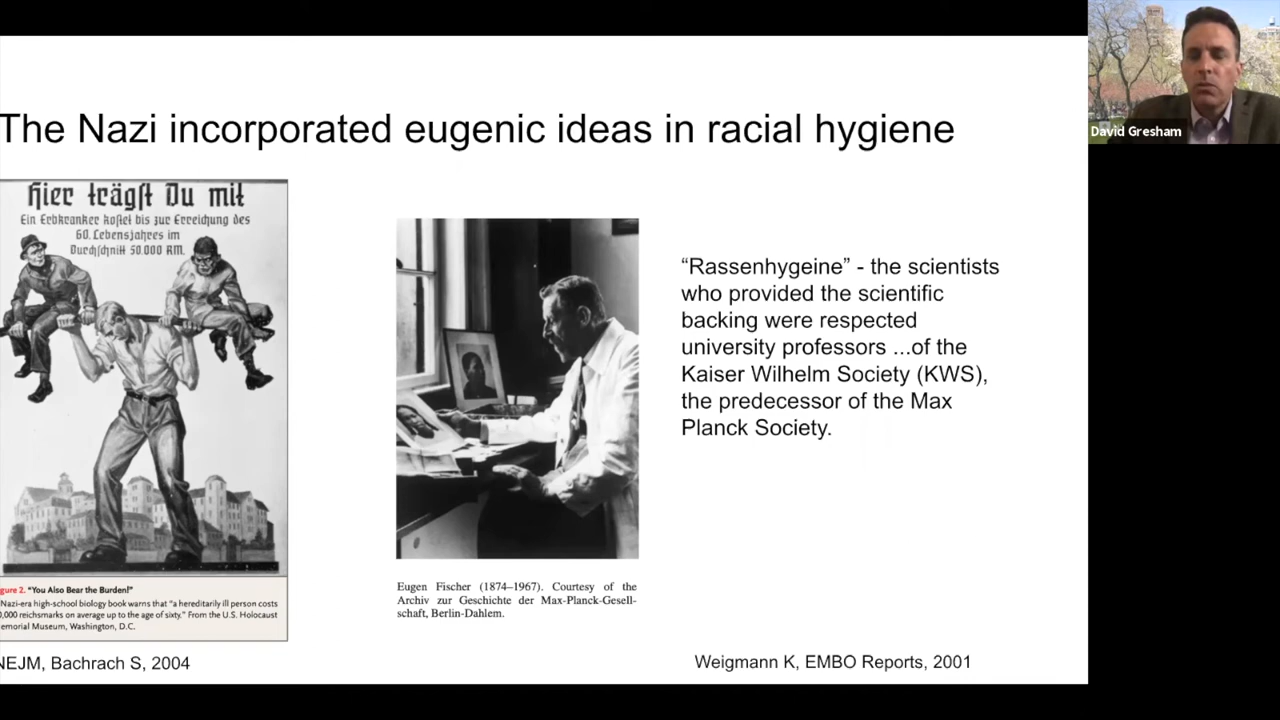 The Nazi incorporated eugenic ideas in racial hygiene
Hier trägst Du mit
Ein Erbkranker kostet bis zur Erreichung des
60. Lebensjahres im
Durchschnitt 50.000 RM.
gure 2. "You Also Bear the Burden!"
Nazi-era high-school biology book warns that "a hereditarily ill person costs
0,000 reichsmarks on average up to the age of sixty." From the U.S. Holocaust
emorial Museum, Washington, D.C.
NEJM, Bachrach S, 2004
Eugen Fischer (1874–1967). Courtesy of the
Archiv zur Geschichte der Max-Planck-Gesell-
schaft, Berlin-Dahlem.
“Rassenhygeine” - the scientists
who provided the scientific
backing were respected
university professors ...of the
Kaiser Wilhelm Society (KWS),
the predecessor of the Max
Planck Society.
Weigmann K, EMBO Reports, 2001
David Gresham